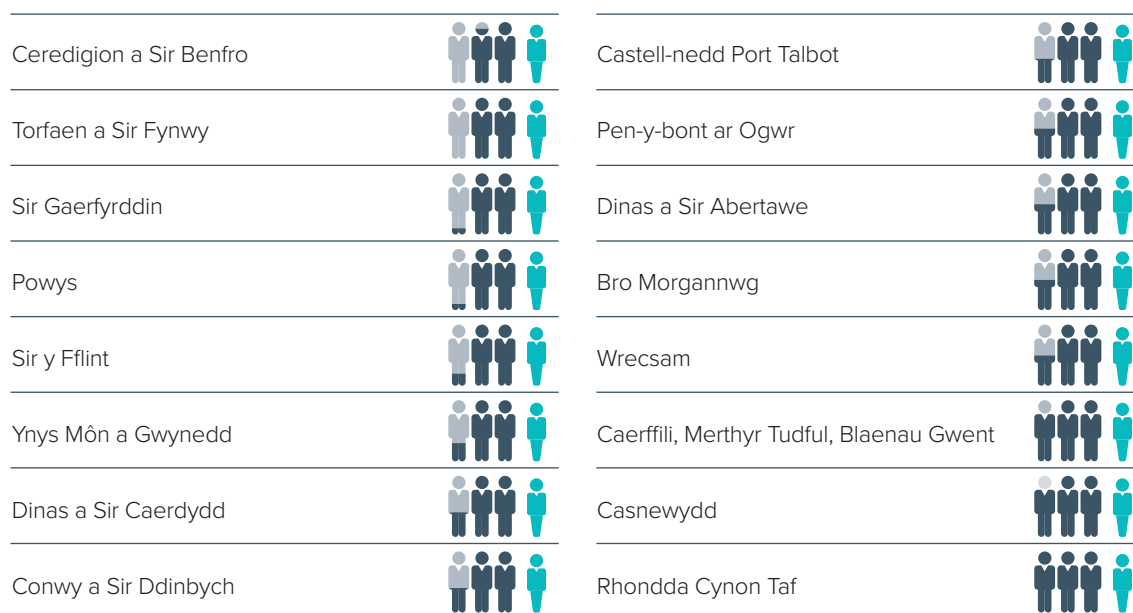 Ceredigion a Sir Benfro
Torfaen a Sir Fynwy
Sir Gaerfyrddin
Powys
Sir y Fflint
Ynys Môn a Gwynedd
Dinas a Sir Caerdydd
Conwy a Sir Ddinbych
Castell-nedd Port Talbot
Pen-y-bont ar Ogwr
Dinas a Sir Abertawe
Bro Morgannwg
Wrecsam
Caerffili, Merthyr Tudful, Blaenau Gwent
Casnewydd
Rhondda Cynon Taf